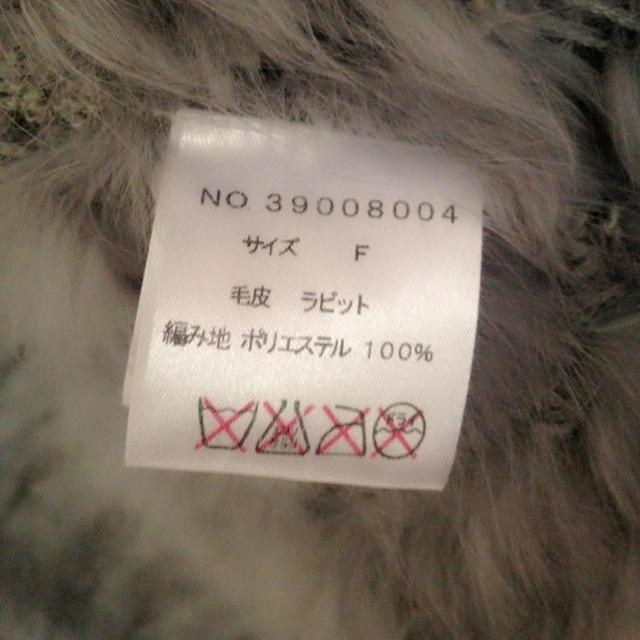 NO. 39008004
サイズ F
毛皮 ラビット
編み地 ポリエステル 100%